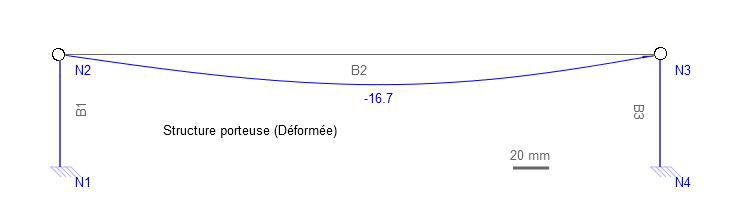 N2
B2
N3
-16.7
B1
B3
Structure porteuse (Déformée)
20 mm
N1
N4